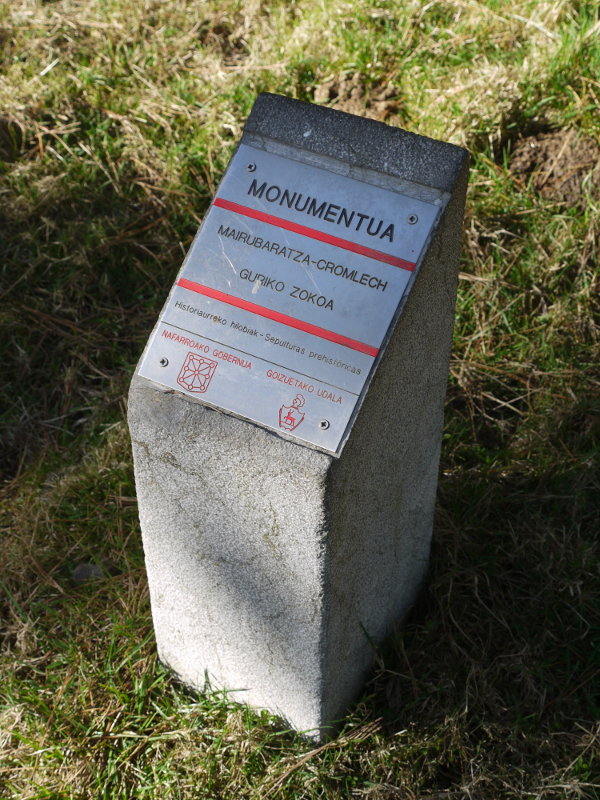 MONUMENTUA
MAIRUBARATZA-CROMLECH
GURIKO ZOKOA
Historiaurreko hilobiak - Sepulturas prehistóricas
NAFARROAKO GOBERNUA
GOIZUETAKO UDALA